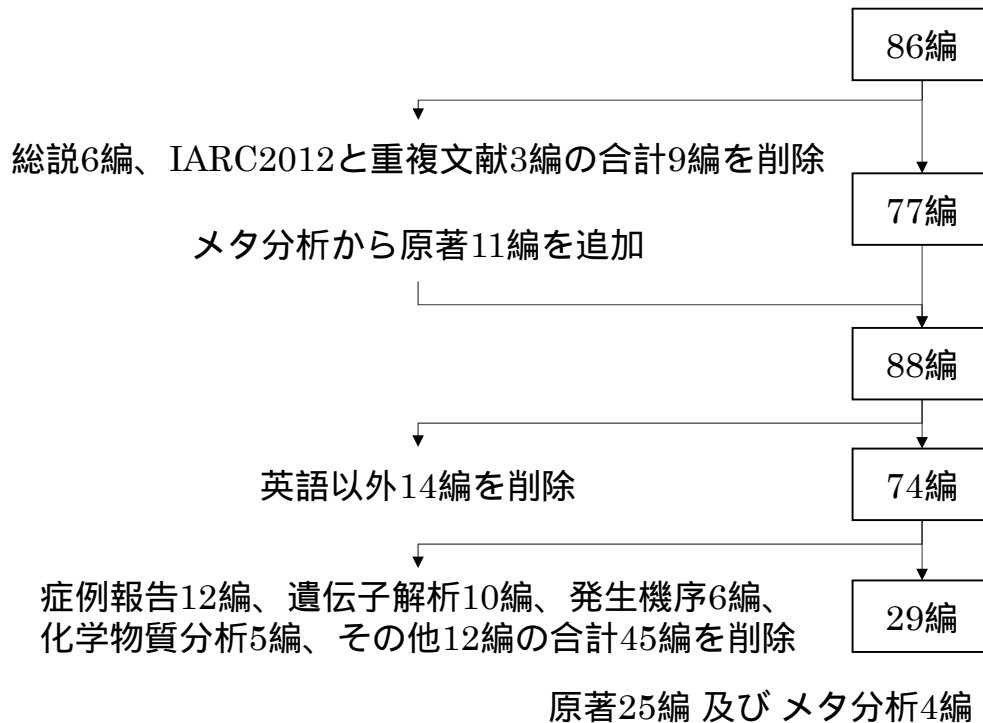 86編
総説6編、IARC2012と重複文献3編の合計9編を削除
77編
メタ分析から原著11編を追加
88編
英語以外14編を削除
74編
症例報告12編、遺伝子解析10編、発生機序6編、
化学物質分析5編、その他12編の合計45編を削除
29編
原著25編 及び メタ分析4編